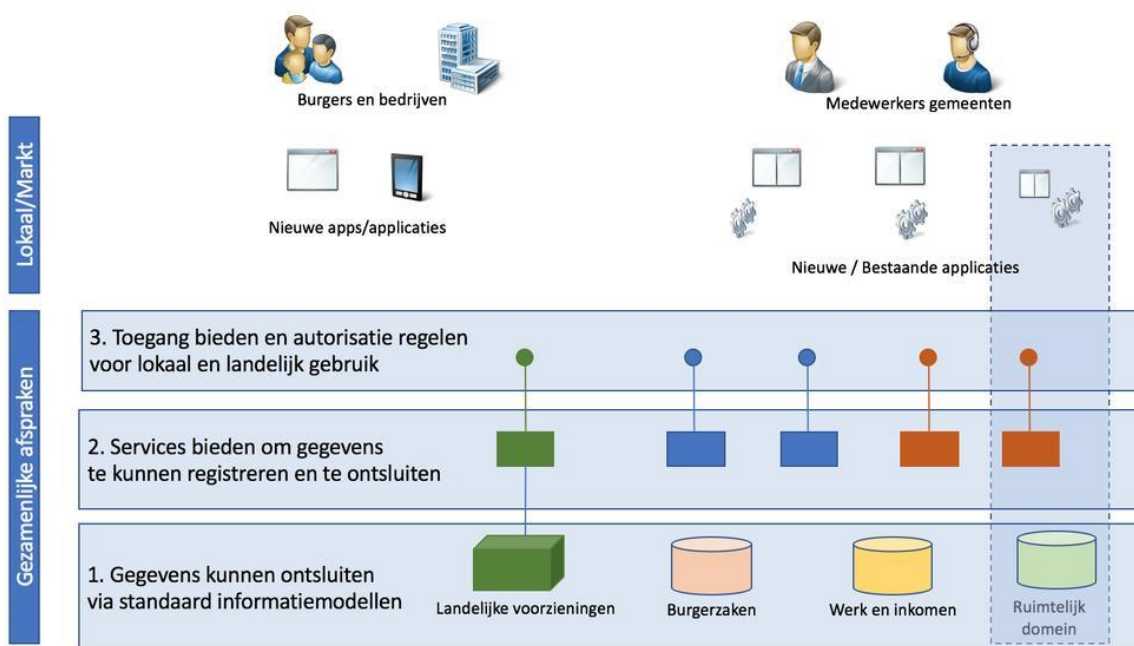 Burgers en bedrijven
Medewerkers gemeenten
Lokaal/Markt
Nieuwe apps/applicaties
Nieuwe / Bestaande applicaties
Gezamenlijke afspraken
3. Toegang bieden en autorisatie regelen
voor lokaal en landelijk gebruik
2. Services bieden om gegevens
te kunnen registreren en te ontsluiten
1. Gegevens kunnen ontsluiten
via standaard informatiemodellen
Landelijke voorzieningen
Burgerzaken
Werk en inkomen
Ruimtelijk
domein